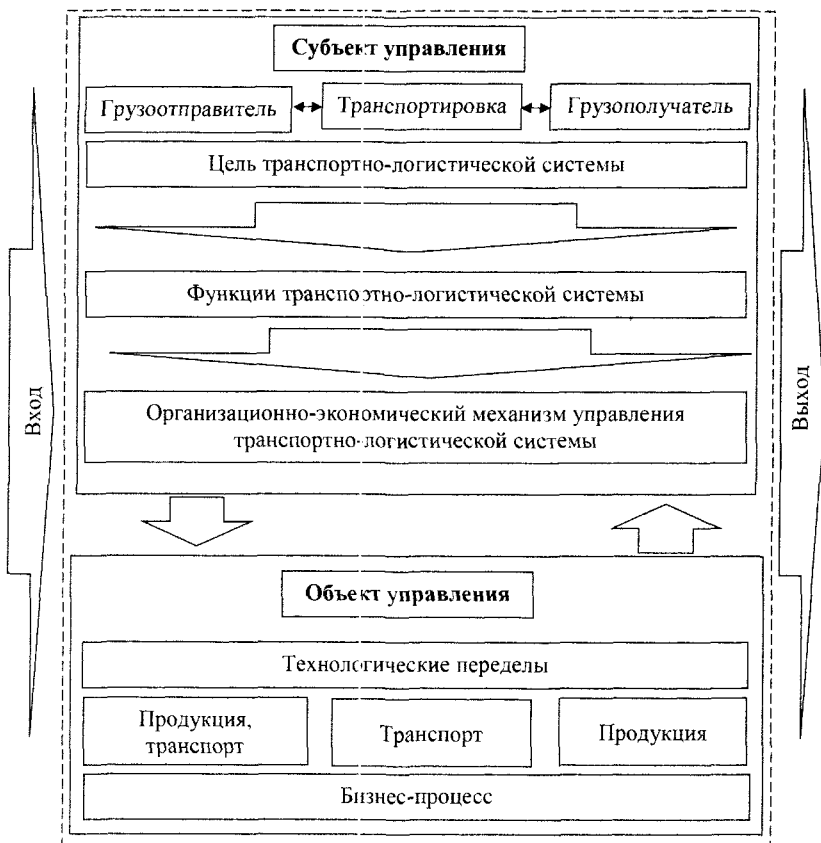 Субъект управления
Грузоотправитель
Транспортировка
Грузополучатель
Цель транспортно-логистической системы
Функции транспортно-логистической системы
Организационно-экономический механизм управления
транспортно-логистической системы
Вход
Выход
Объект управления
Технологические переделы
Продукция,
транспорт
Транспорт
Продукция
Бизнес-процесс